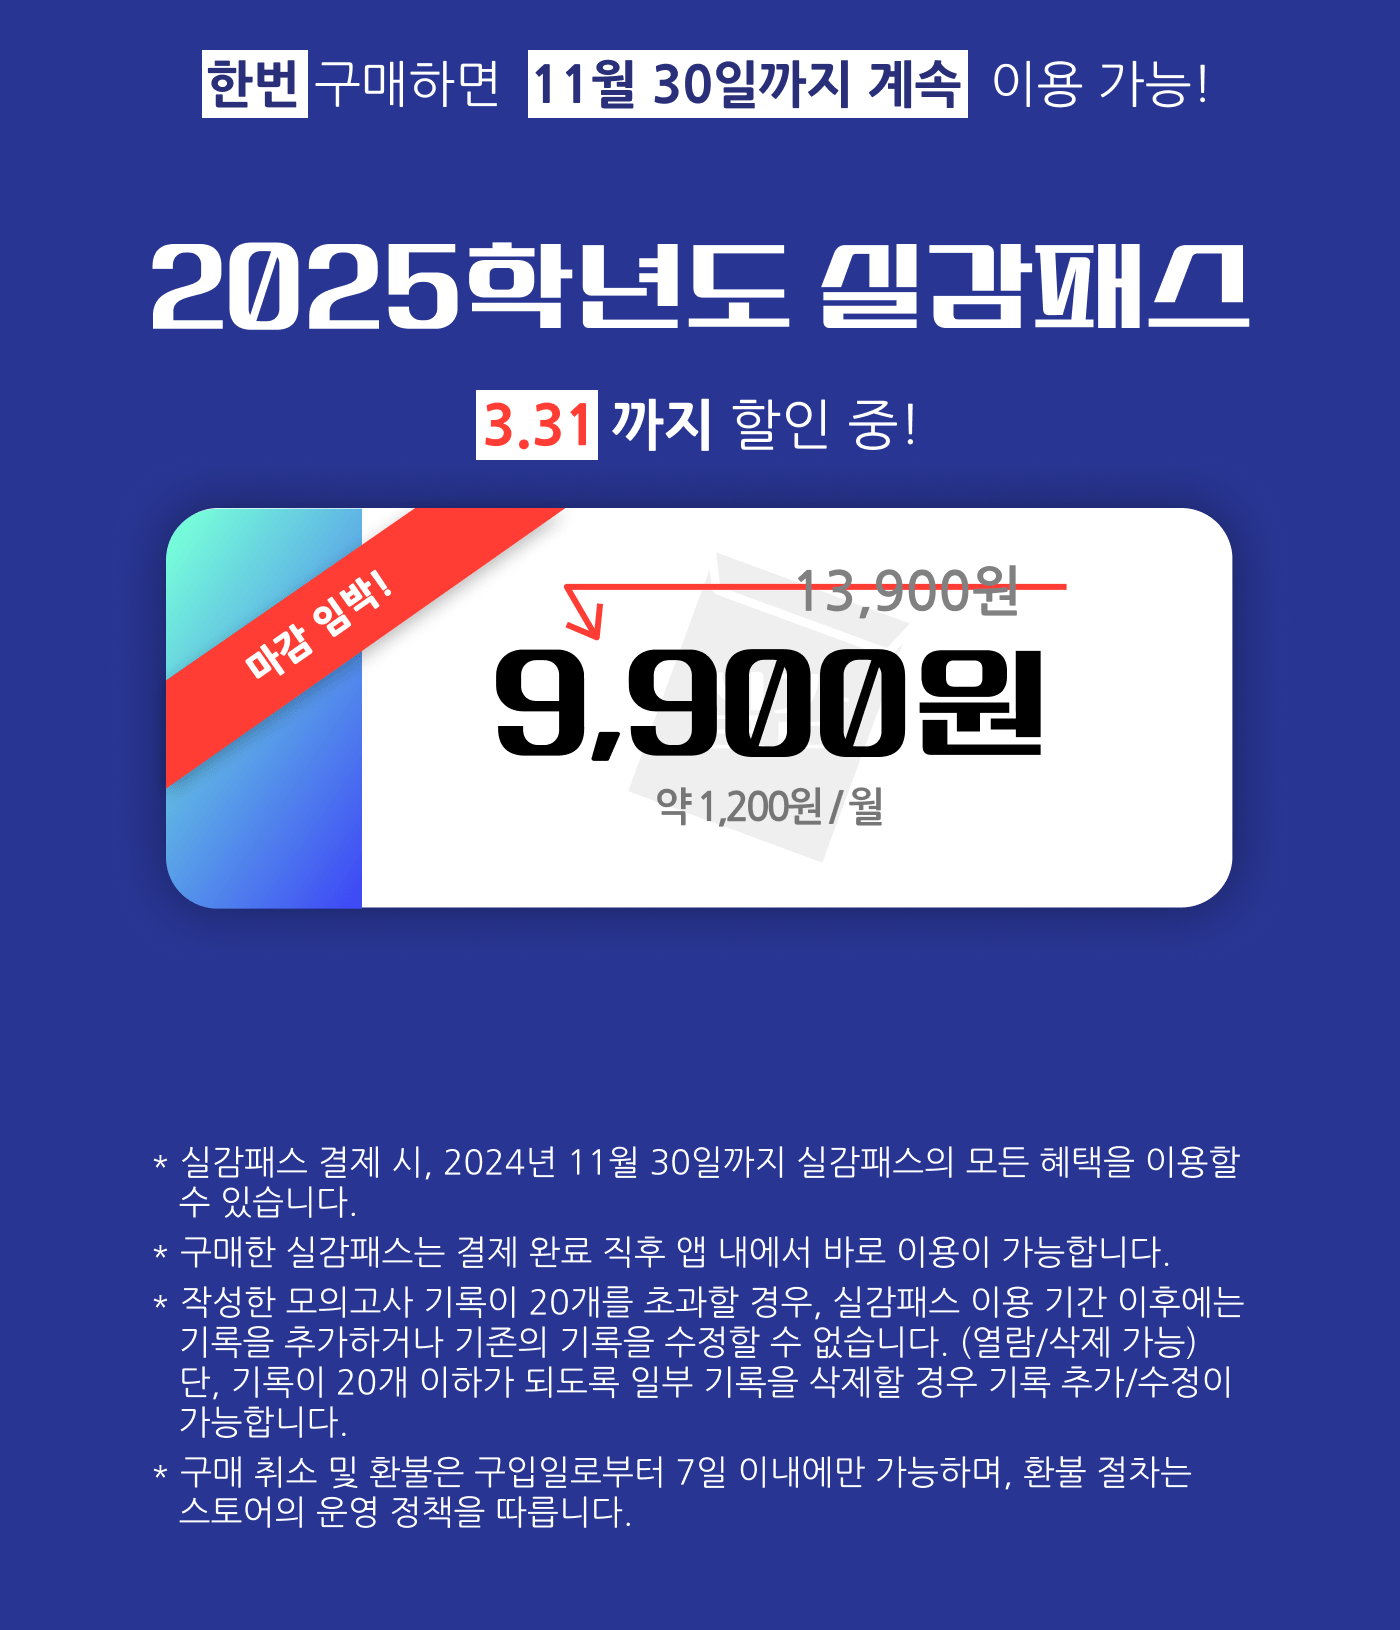 한번 구매하면 11월 30일까지 계속 이용 가능!
2025학년도 실감패스
3.31 까지 할인 중!
마감 임박!
13,900원
9,900원
약 1,200원 / 월
* 실감패스 결제 시, 2024년 11월 30일까지 실감패스의 모든 혜택을 이용할
수 있습니다.
* 구매한 실감패스는 결제 완료 직후 앱 내에서 바로 이용이 가능합니다.
* 작성한 모의고사 기록이 20개를 초과할 경우, 실감패스 이용 기간 이후에는
기록을 추가하거나 기존의 기록을 수정할 수 없습니다. (열람/삭제 가능)
단, 기록이 20개 이하가 되도록 일부 기록을 삭제할 경우 기록 추가/수정이
가능합니다.
* 구매 취소 및 환불은 구입일로부터 7일 이내에만 가능하며, 환불 절차는
스토어의 운영 정책을 따릅니다.